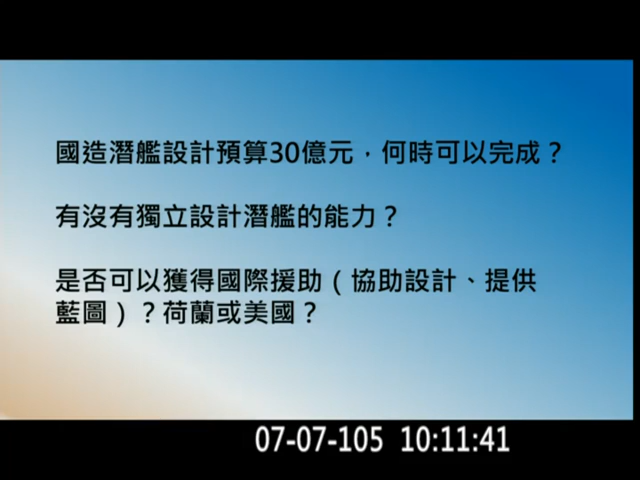 國造潛艦設計預算30億元，何時可以完成？
有沒有獨立設計潛艦的能力？
是否可以獲得國際援助（協助設計、提供
藍圖）？荷蘭或美國？
07-07-105 10:11:41